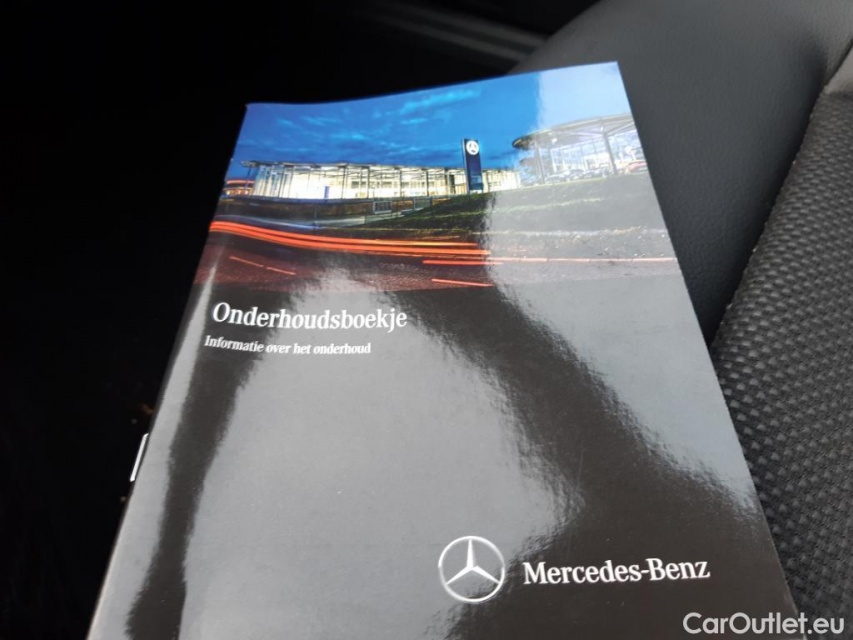 Onderhoudsboekje
Informatie over het onderhoud
Mercedes-Benz
CarOutlet.eu